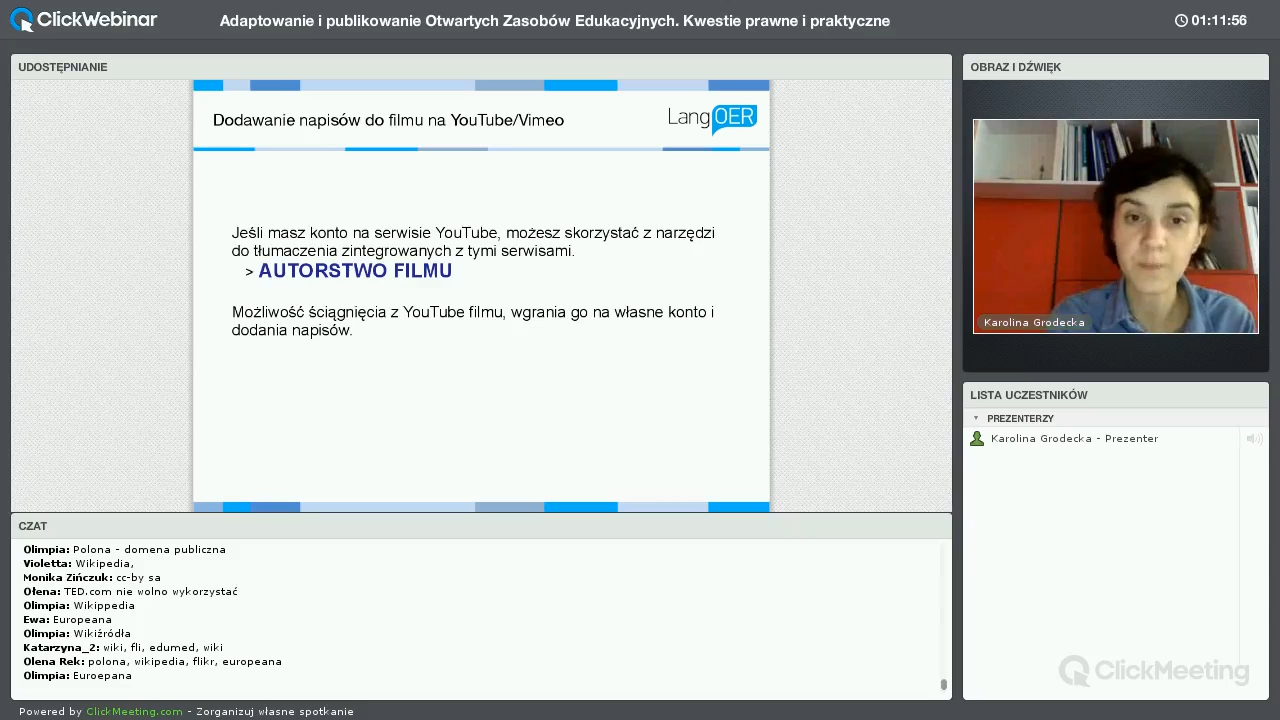 ClickWebinar
Adaptowanie i publikowanie Otwartych Zasobów Edukacyjnych. Kwestie prawne i praktyczne
01:11:56
UDOSTĘPNIANIE
Dodawanie napisów do filmu na YouTube/Vimeo
LangOER
Jeśli masz konto na serwisie YouTube, możesz skorzystać z narzędzi
do tłumaczenia zintegrowanych z tymi serwisami.
> AUTORSTWO FILMU
Możliwość ściągnięcia z YouTube filmu, wgrania go na własne konto i
dodania napisów.
OBRAZ I DŹWIĘK
Karolina Grodecka
LISTA UCZESTNIKÓW
PREZENTERZY
Karolina Grodecka - Prezenter
CZAT
Olimpia: Polona - domena publiczna
Violetta: Wikipedia,
Monika Zińczuk: cc-by sa
Ołena: TED.com nie wolno wykorzystać
Olimpia: Wikippedia
Ewa: Europeana
Olimpia: Wikiźródła
Katarzyna_2: wiki, fli, edumed, wiki
Olena Rek: polona, wikipedia, flikr, europeana
Olimpia: Euroepana
ClickMeeting
Powered by ClickMeeting.com - Zorganizuj własne spotkanie